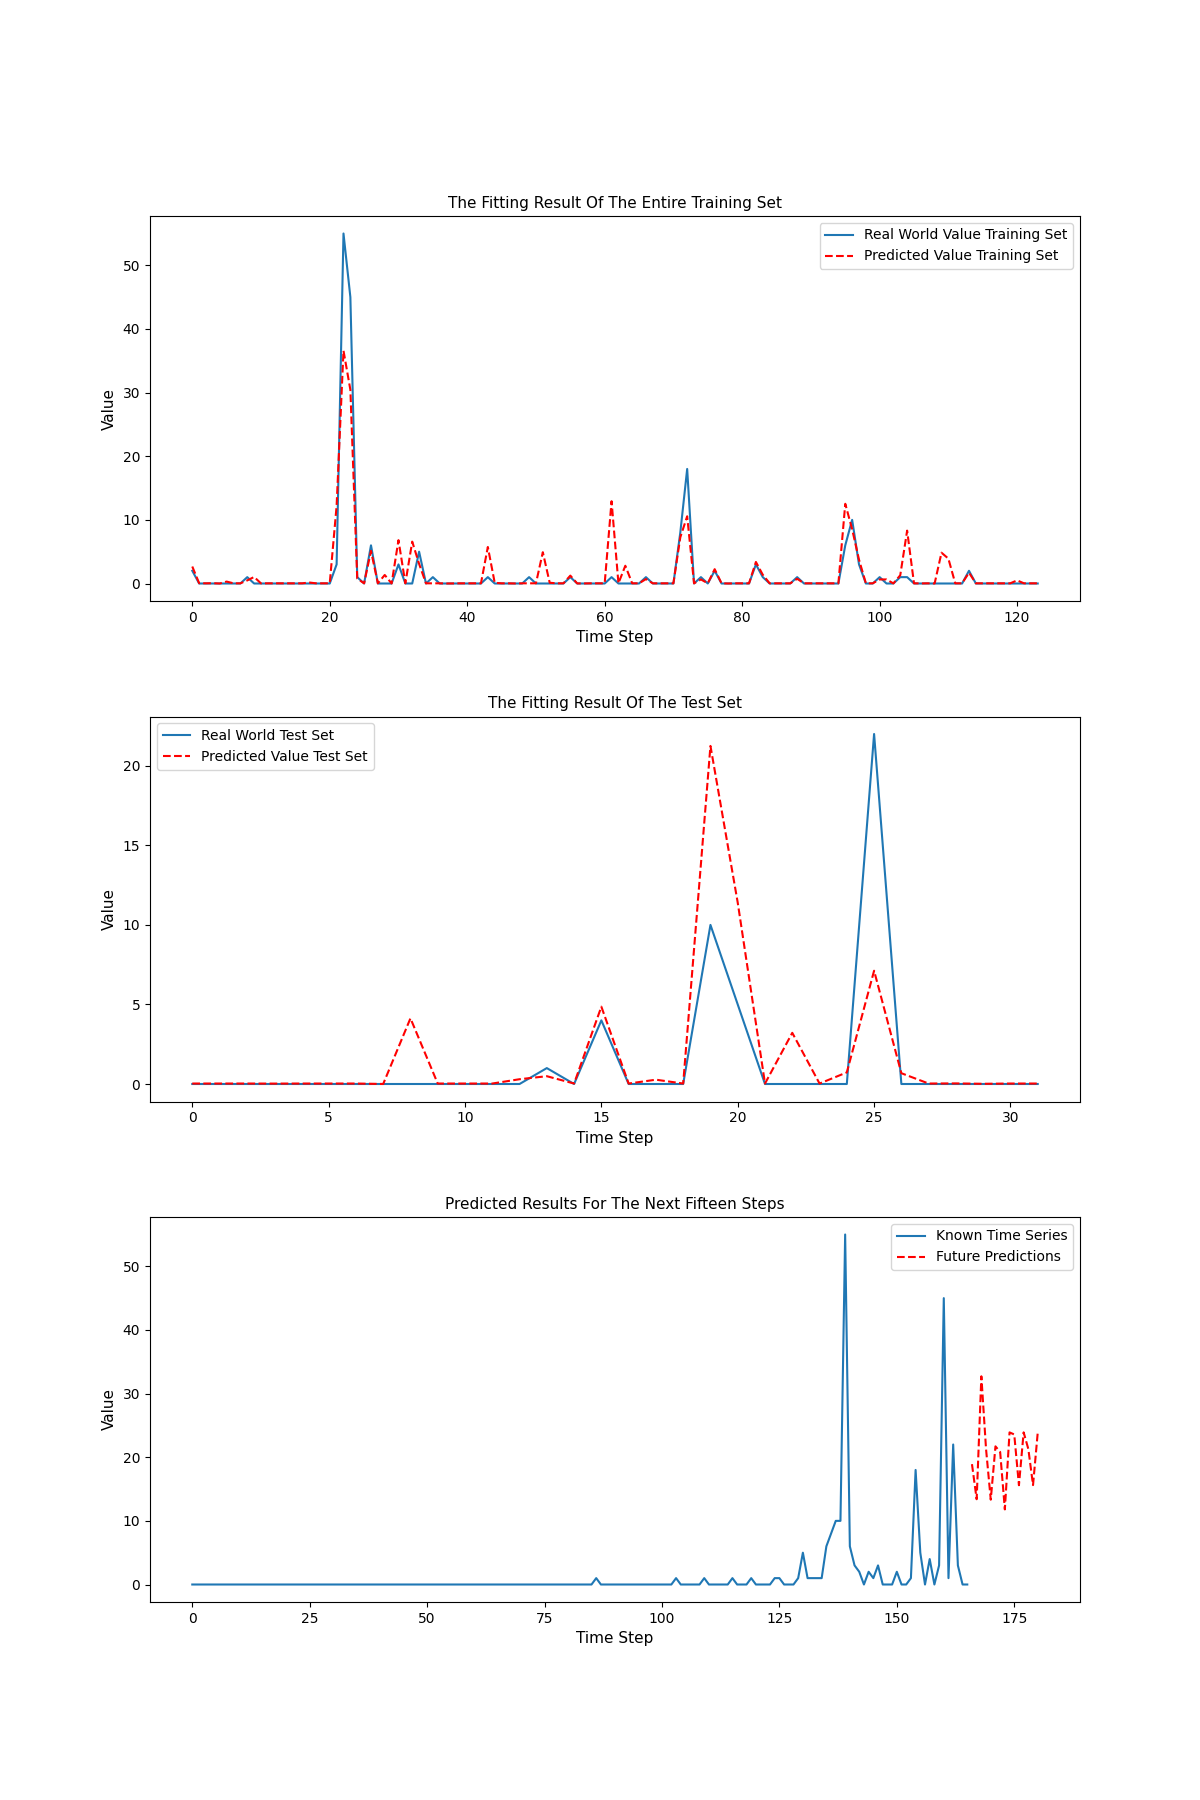 The Fitting Result Of The Entire Training Set
Real World Value Training Set
Predicted Value Training Set
50
40
30
20
10
0
Value
0 20 40 60 80 100 120
Time Step
The Fitting Result Of The Test Set
Real World Test Set
Predicted Value Test Set
20
15
10
5
0
Value
0 5 10 15 20 25 30
Time Step
Predicted Results For The Next Fifteen Steps
Known Time Series
Future Predictions
50
40
30
20
10
0
Value
0 25 50 75 100 125 150 175
Time Step